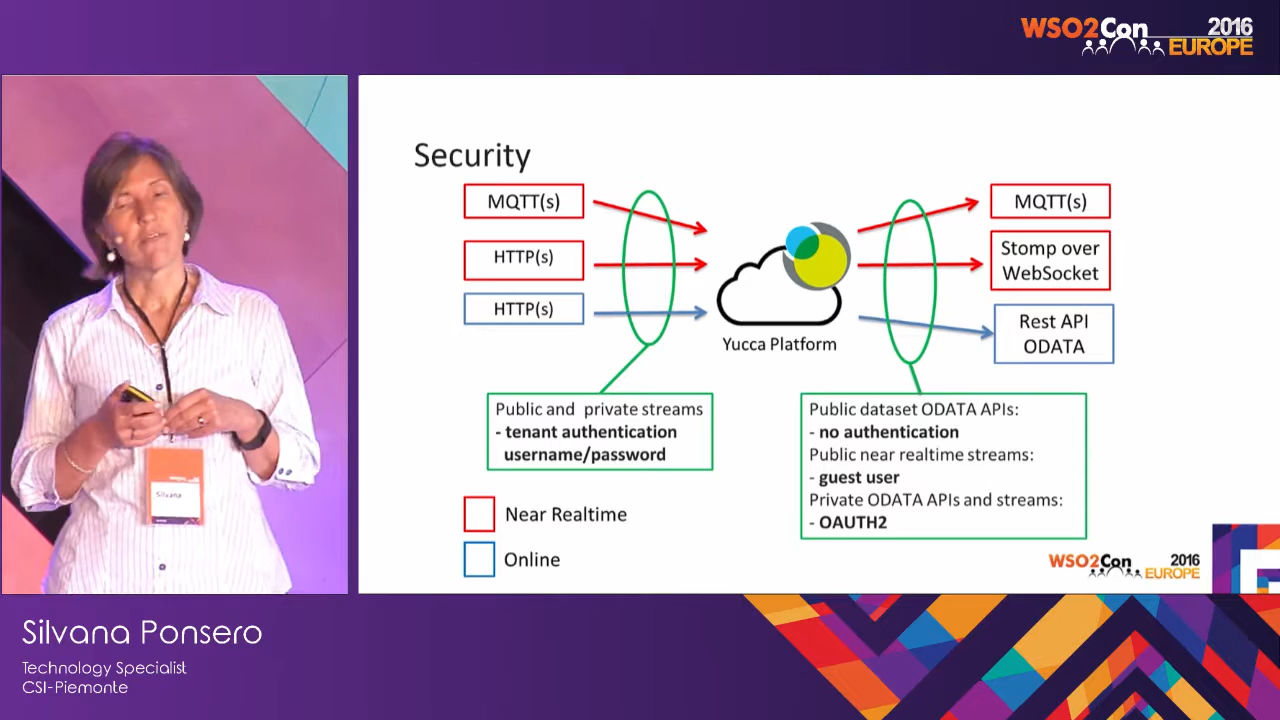 WSO2Con 2016
EUROPE
Security
MQTT(s)
HTTP(s)
HTTP(s)
Yucca Platform
MQTT(s)
Stomp over
WebSocket
Rest API
ODATA
Public and private streams
- tenant authentication
username/password
Public dataset ODATA APIs:
- no authentication
Public near realtime streams:
- guest user
Private ODATA APIs and streams:
- OAUTH2
Near Realtime
Online
WSO2Con 2016
EUROPE
Silvana
Silvana Ponsero
Technology Specialist
CSI-Piemonte